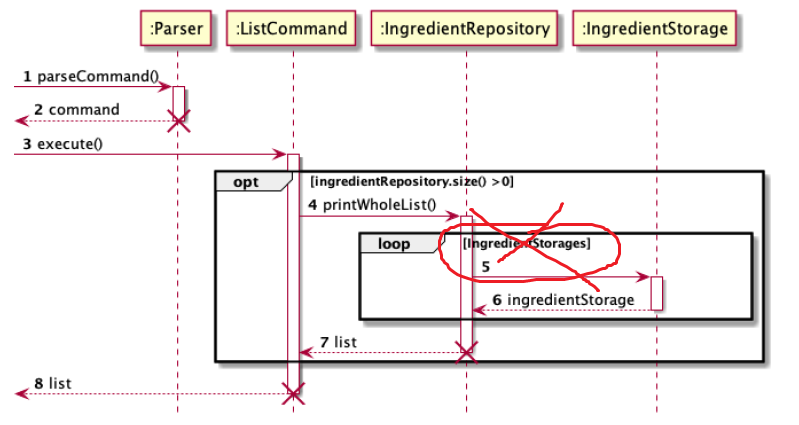 :Parser :ListCommand :IngredientRepository :IngredientStorage
1 parseCommand()
2 command
3 execute()
opt [ingredientRepository.size() >0]
4 printWholeList()
loop [IngredientStorages]
5
6 ingredientStorage
7 list
8 list